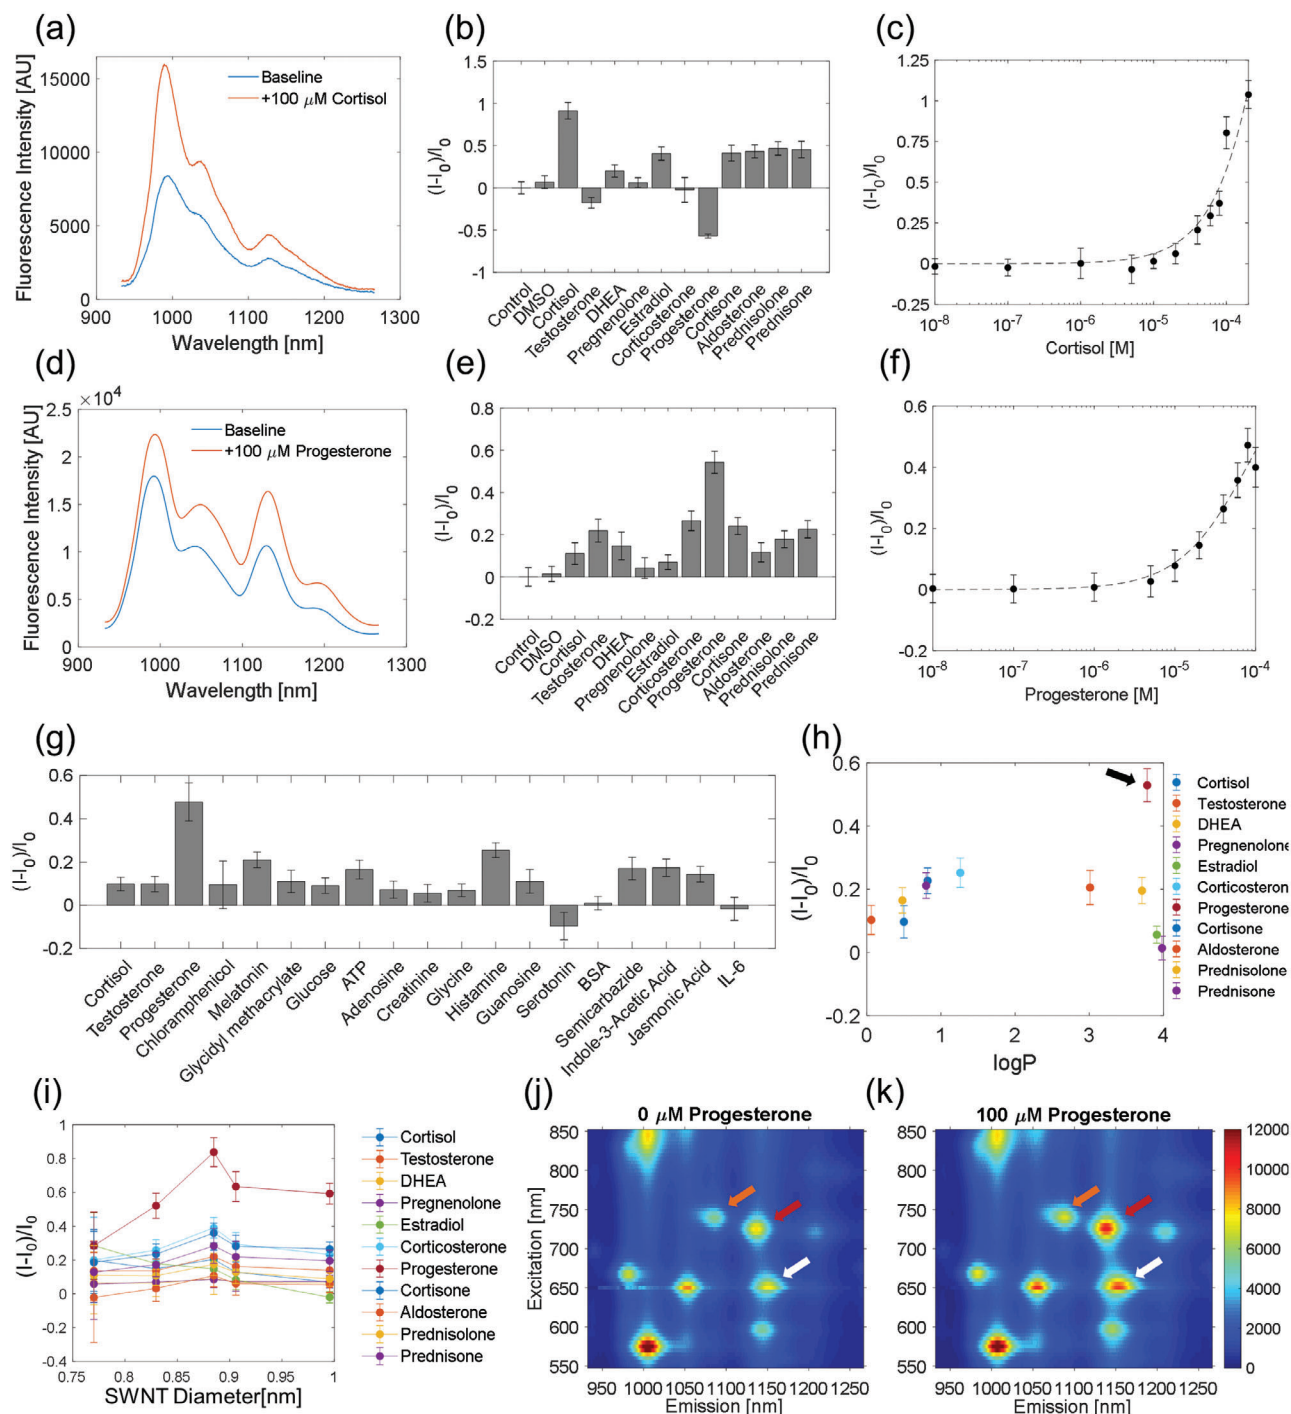 (a)
Fluorescence Intensity [AU]
15000
10000
5000
0
Baseline
+100 μM Cortisol
900 1000 1100 1200 1300
Wavelength [nm]
(b)
(I-I0)/I0
1.5
1
0.5
0
-0.5
-1
Control
DMSO
Cortisol
Testosterone
DHEA
Pregnenolone
Estradiol
Corticosterone
Progesterone
Cortisone
Aldosterone
Prednisolone
Prednisone
(c)
(I-I0)/I0
1.25
1
0.75
0.5
0.25
0
-0.25
10-8 10-7 10-6 10-5 10-4
Cortisol [M]
(d)
×104
Fluorescence Intensity [AU]
2.5
2
1.5
1
0.5
0
Baseline
+100 μM Progesterone
900 1000 1100 1200 1300
Wavelength [nm]
(e)
(I-I0)/I0
0.8
0.6
0.4
0.2
0
-0.2
Control
DMSO
Cortisol
Testosterone
DHEA
Pregnenolone
Estradiol
Corticosterone
Progesterone
Cortisone
Aldosterone
Prednisolone
Prednisone
(f)
(I-I0)/I0
0.6
0.4
0.2
0
-0.2
10-8 10-7 10-6 10-5 10-4
Progesterone [M]
(g)
(I-I0)/I0
0.6
0.4
0.2
0
-0.2
Cortisol
Testosterone
Progesterone
Chloramphenicol
Melatonin
Glycidyl methacrylate
Glucose
ATP
Adenosine
Creatinine
Glycine
Histamine
Guanosine
Serotonin
BSA
Semicarbazide
Indole-3-Acetic Acid
Jasmonic Acid
IL-6
(h)
(I-I0)/I0
0.6
0.4
0.2
0
-0.2
0 1 2 3 4
logP
Cortisol
Testosterone
DHEA
Pregnenolone
Estradiol
Corticosteron
Progesterone
Cortisone
Aldosterone
Prednisolone
Prednisone
(i)
(I-I0)/I0
1
0.8
0.6
0.4
0.2
0
-0.2
-0.4
0.75 0.8 0.85 0.9 0.95 1
SWNT Diameter[nm]
Cortisol
Testosterone
DHEA
Pregnenolone
Estradiol
Corticosterone
Progesterone
Cortisone
Aldosterone
Prednisolone
Prednisone
(j)
0 μM Progesterone
Excitation [nm]
850
800
750
700
650
600
550
950 1000 1050 1100 1150 1200 1250
Emission [nm]
(k)
100 μM Progesterone
850
800
750
700
650
600
550
950 1000 1050 1100 1150 1200 1250
Emission [nm]
12000
10000
8000
6000
4000
2000
0